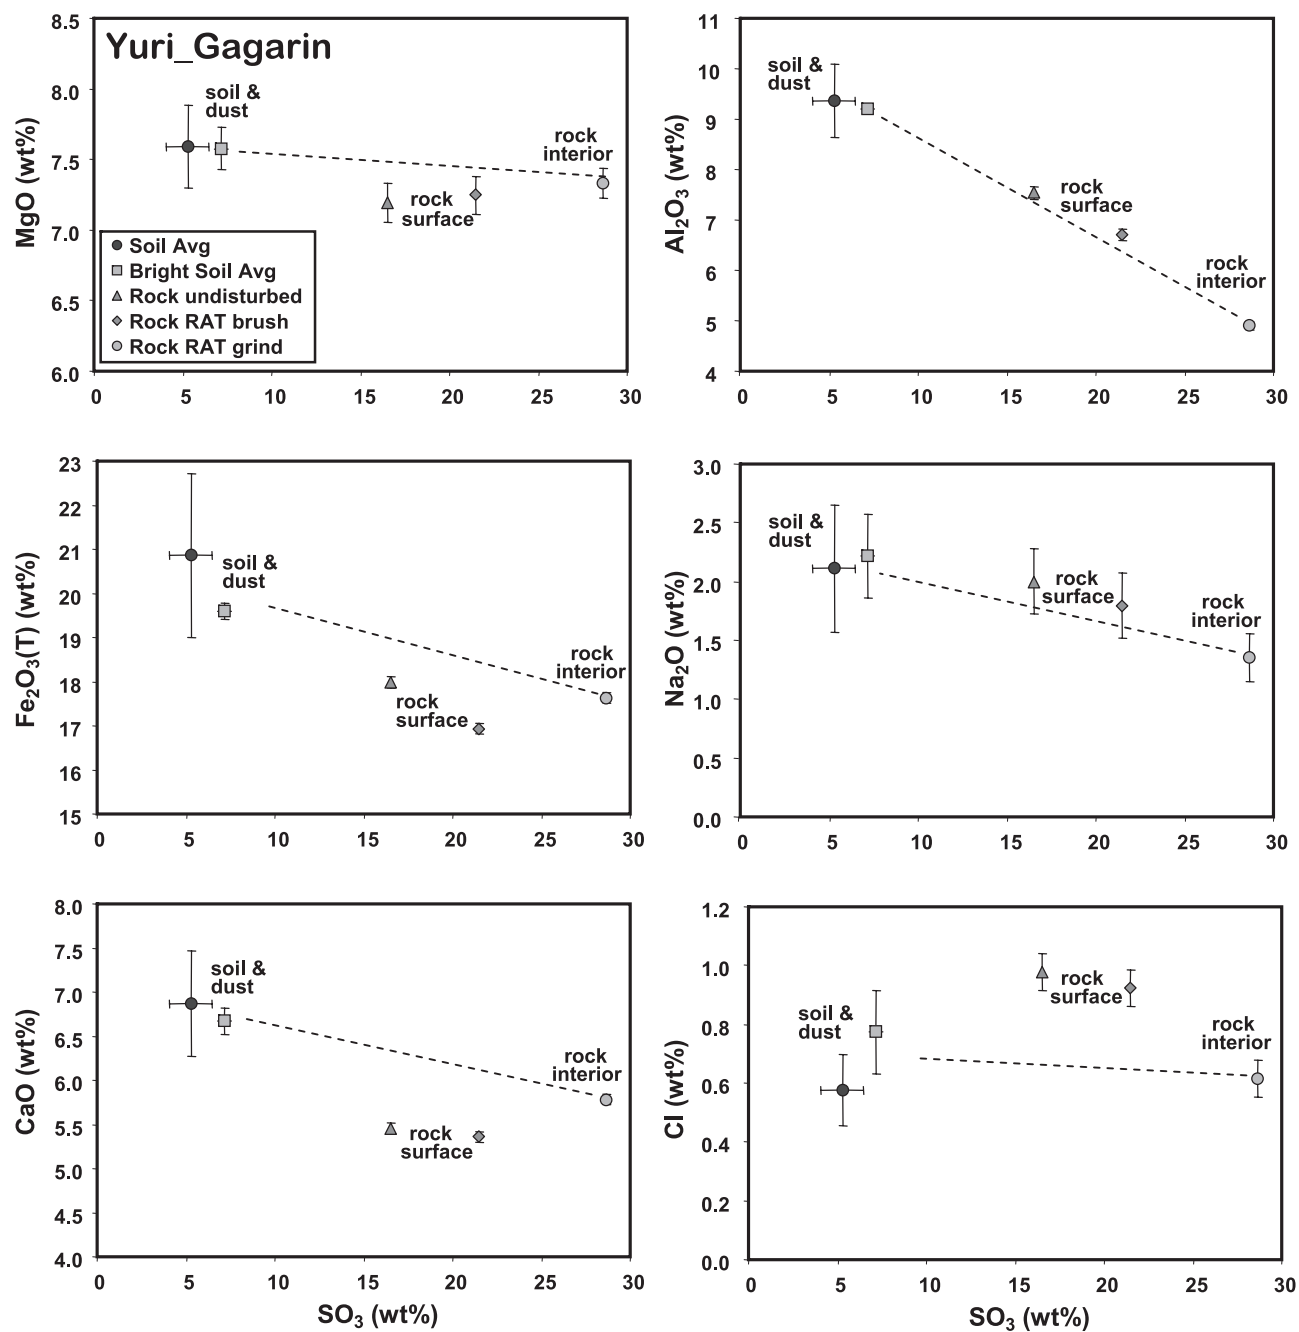 Yuri_Gagarin
MgO (wt%)
8.5
8.0
7.5
7.0
6.5
6.0
soil &
dust
rock
interior
rock
surface
Soil Avg
Bright Soil Avg
Rock undisturbed
Rock RAT brush
Rock RAT grind
0 5 10 15 20 25 30
Al₂O₃ (wt%)
11
10
9
8
7
6
5
4
soil &
dust
rock
surface
rock
interior
0 5 10 15 20 25 30
Fe₂O₃(T) (wt%)
23
22
21
20
19
18
17
16
15
soil &
dust
rock
interior
rock
surface
0 5 10 15 20 25 30
Na₂O (wt%)
3.0
2.5
2.0
1.5
1.0
0.5
0.0
soil &
dust
rock
surface
rock
interior
0 5 10 15 20 25 30
CaO (wt%)
8.0
7.5
7.0
6.5
6.0
5.5
5.0
4.5
4.0
soil &
dust
rock
interior
rock
surface
0 5 10 15 20 25 30
SO₃ (wt%)
Cl (wt%)
1.2
1.0
0.8
0.6
0.4
0.2
0.0
soil &
dust
rock
surface
rock
interior
0 5 10 15 20 25 30
SO₃ (wt%)